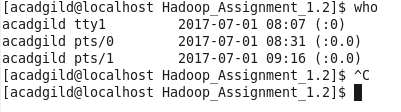 [acadgild@localhost Hadoop_Assignment_1.2]$ who
acadgild tty1         2017-07-01 08:07 (:0)
acadgild pts/0        2017-07-01 08:31 (:0.0)
acadgild pts/1        2017-07-01 09:16 (:0.0)
[acadgild@localhost Hadoop_Assignment_1.2]$ ^C
[acadgild@localhost Hadoop_Assignment_1.2]$